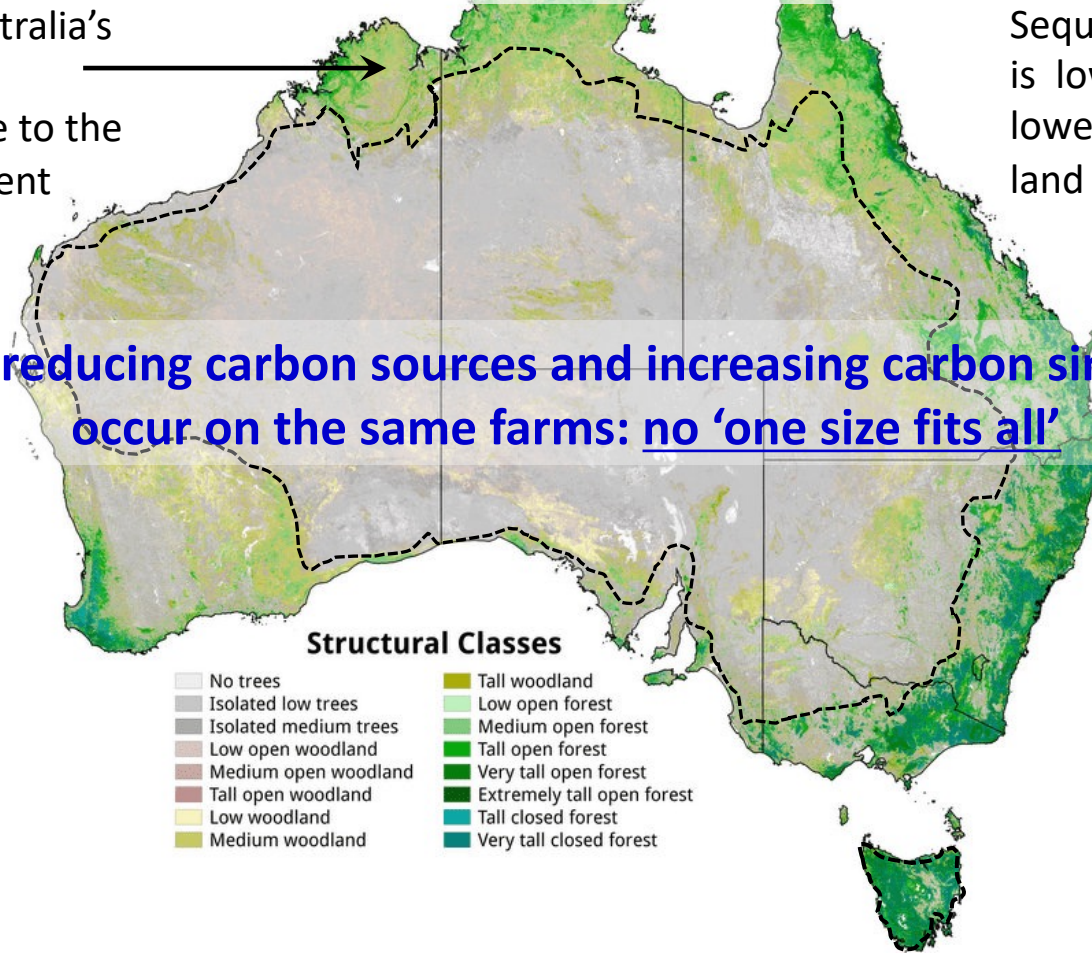 tralia's
e to the
ent
Sequ
is low
lowe
land
reducing carbon sources and increasing carbon sin
occur on the same farms: no 'one size fits all'
Structural Classes
No trees
Isolated low trees
Isolated medium trees
Low open woodland
Medium open woodland
Tall open woodland
Low woodland
Medium woodland
Tall woodland
Low open forest
Medium open forest
Tall open forest
Very tall open forest
Extremely tall open forest
Tall closed forest
Very tall closed forest